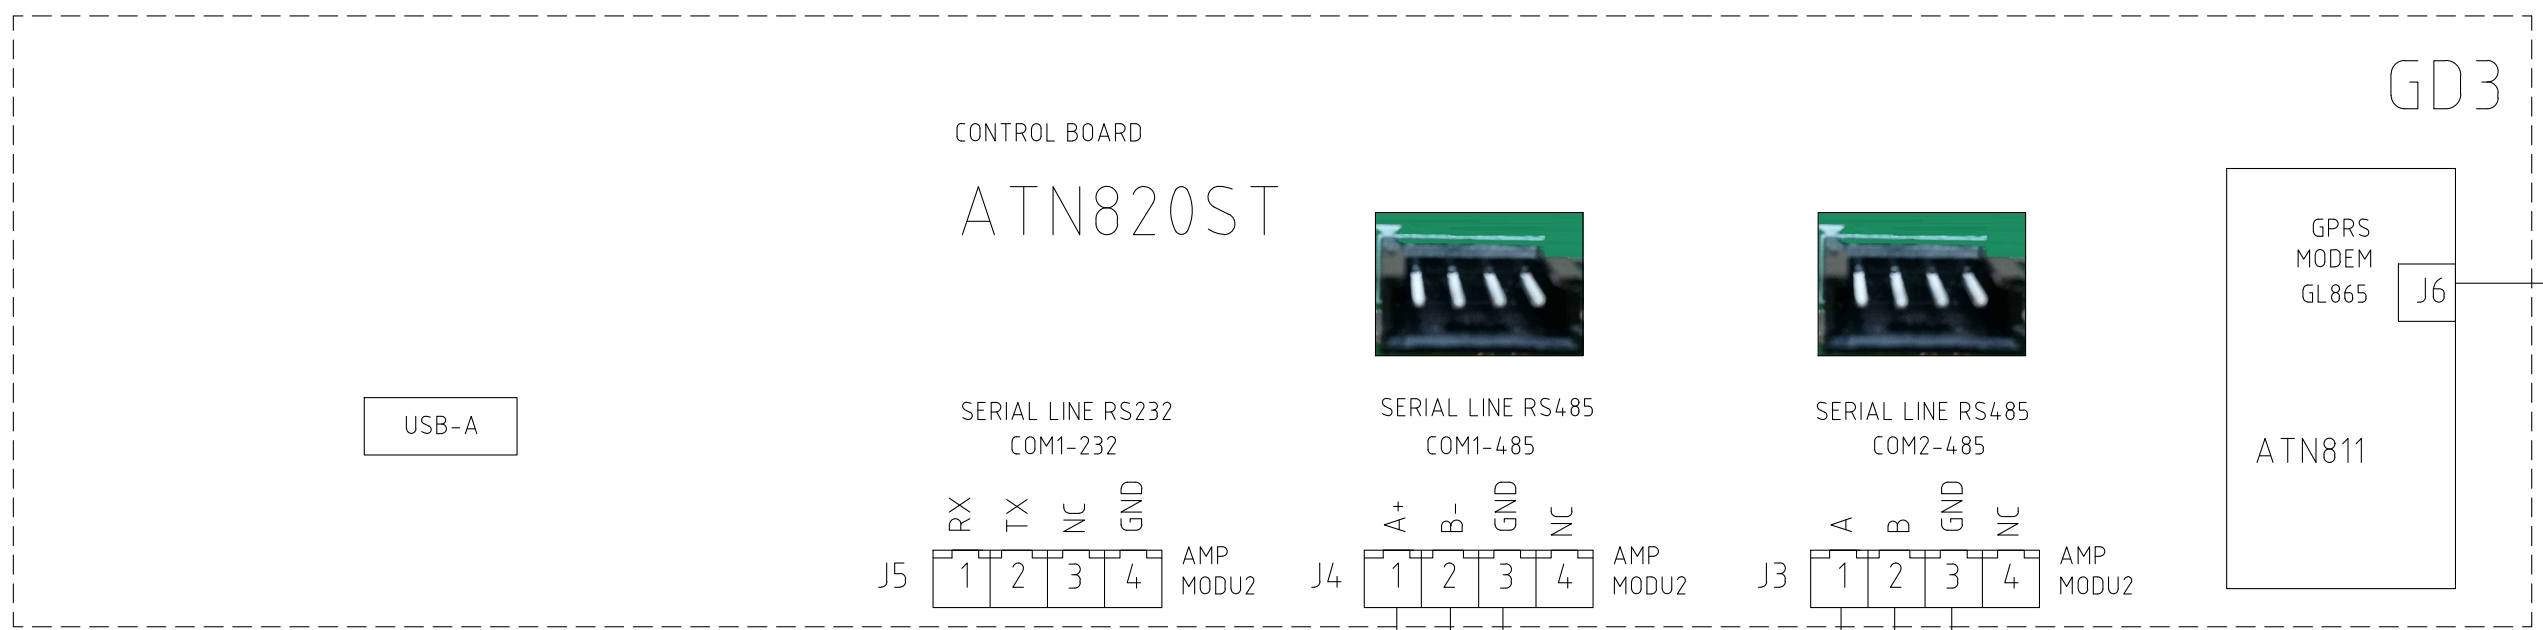 GD3
CONTROL BOARD
ATN820ST
GPRS
MODEM
GL865
J6
USB-A
SERIAL LINE RS232
COM1-232
SERIAL LINE RS485
COM1-485
SERIAL LINE RS485
COM2-485
ATN811
RX TX NC GND
J5 1 2 3 4 AMP
MODU2
A+ B- GND NC
J4 1 2 3 4 AMP
MODU2
A B GND NC
J3 1 2 3 4 AMP
MODU2